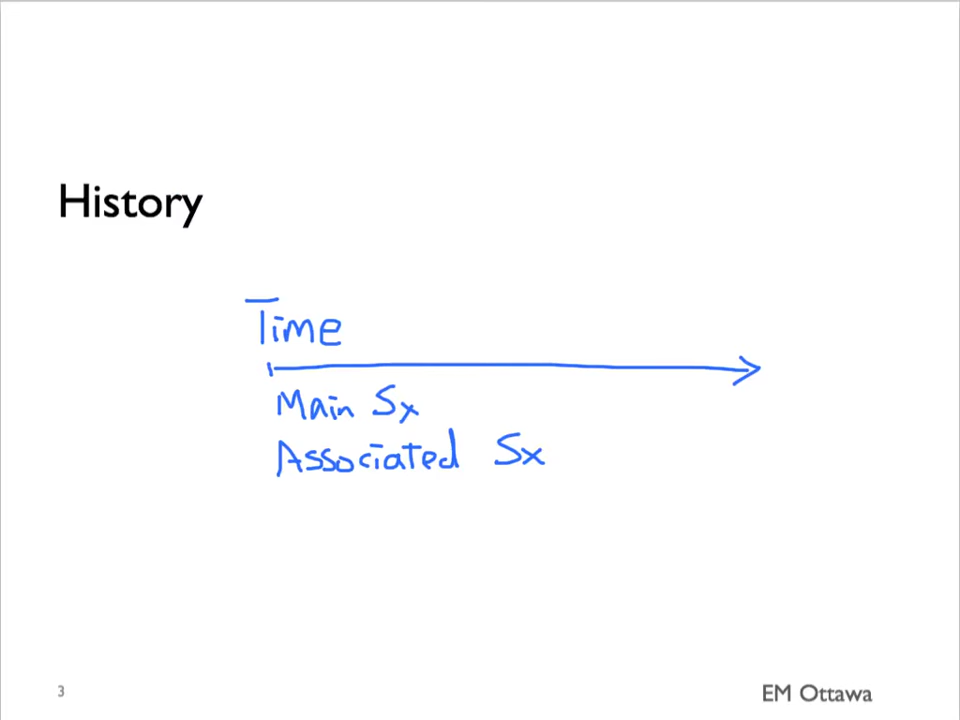 History
Time
Main Sx
Associated Sx
3
EM Ottawa